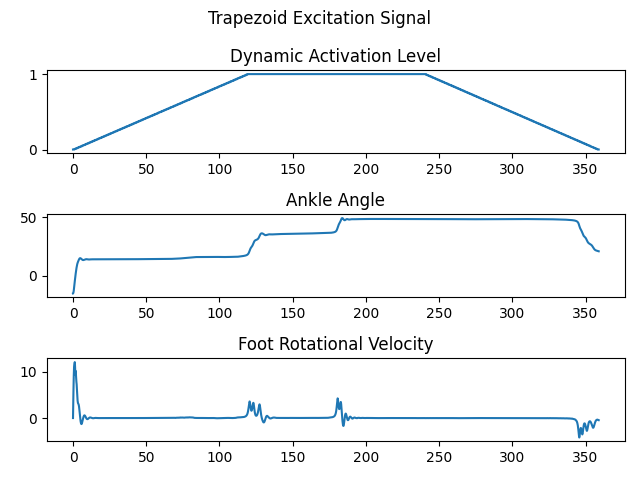 Trapezoid Excitation Signal
Dynamic Activation Level
1
0
0 50 100 150 200 250 300 350
Ankle Angle
50
0
0 50 100 150 200 250 300 350
Foot Rotational Velocity
10
0
0 50 100 150 200 250 300 350